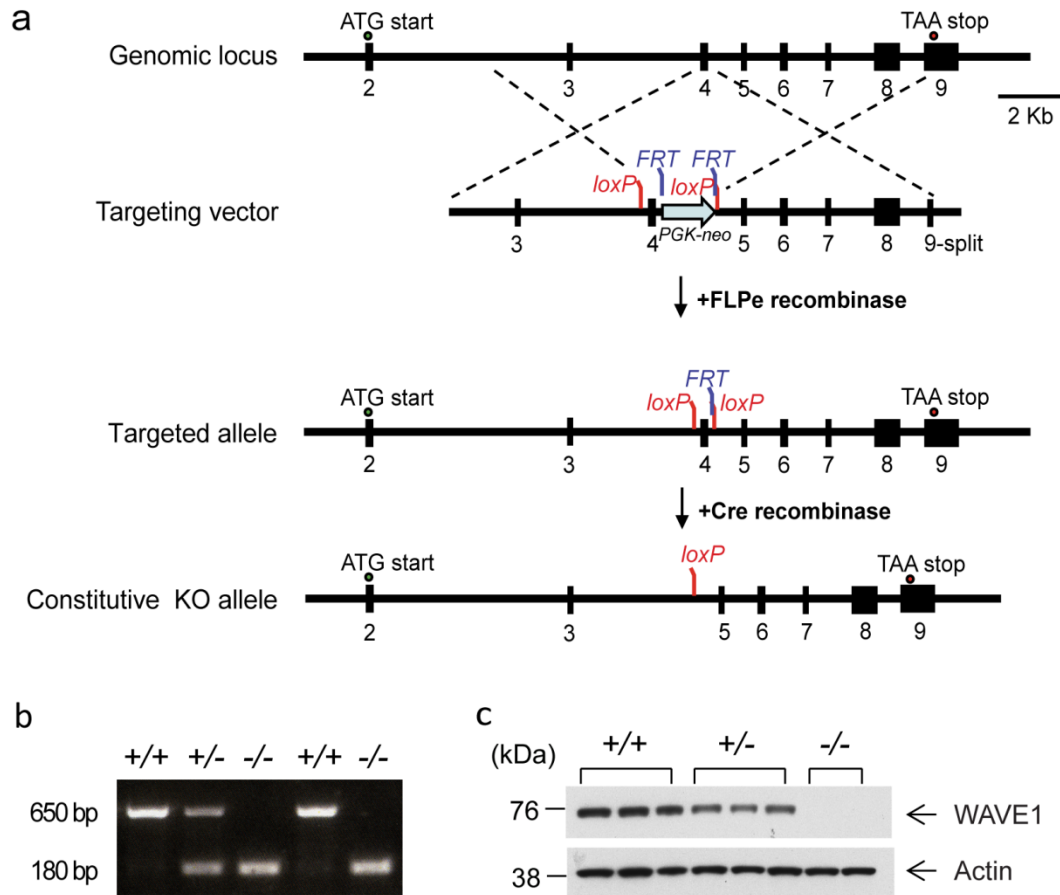 a
ATG start
TAA stop
Genomic locus
2 3 4 5 6 7 8 9
2 Kb
FRT FRT
loxP loxP
Targeting vector
3 4 PGK-neo 5 6 7 8 9-split
+FLPe recombinase
FRT
ATG start loxP loxP TAA stop
Targeted allele
2 3 4 5 6 7 8 9
+Cre recombinase
loxP
ATG start TAA stop
Constitutive KO allele
2 3 5 6 7 8 9
b
+/+ +/- -/- +/+ -/-
650 bp
180 bp
c
(kDa) +/+ +/- -/-
76 WAVE1
38 Actin